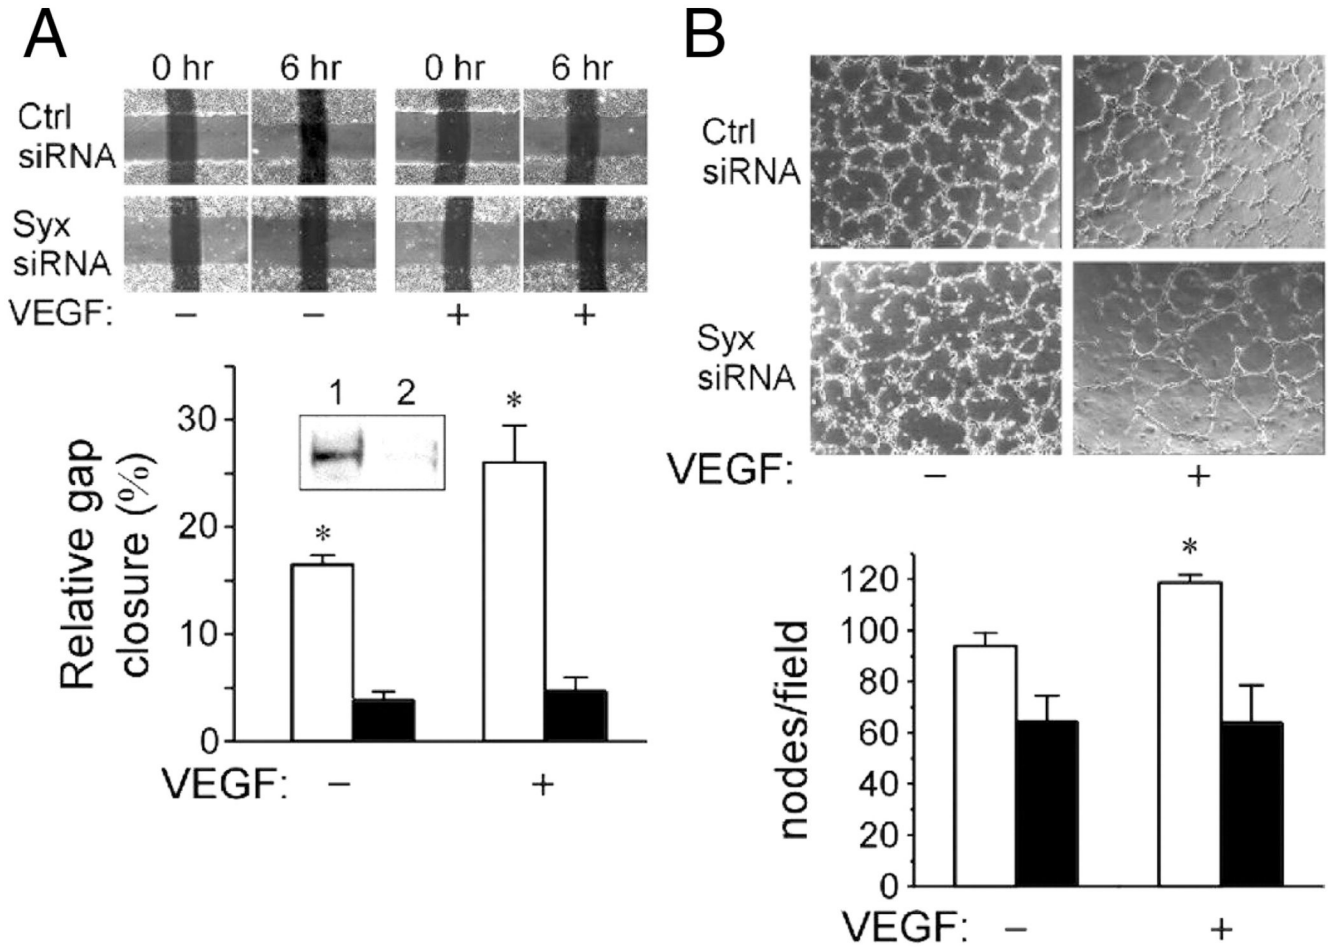 A
0 hr 6 hr 0 hr 6 hr
Ctrl
siRNA
Syx
siRNA
VEGF: – – + +
Relative gap
closure (%)
30
20
10
0
1 2
*
*
VEGF: – +
B
Ctrl
siRNA
Syx
siRNA
VEGF: – +
nodes/field
120
100
80
60
40
20
0
*
VEGF: – +